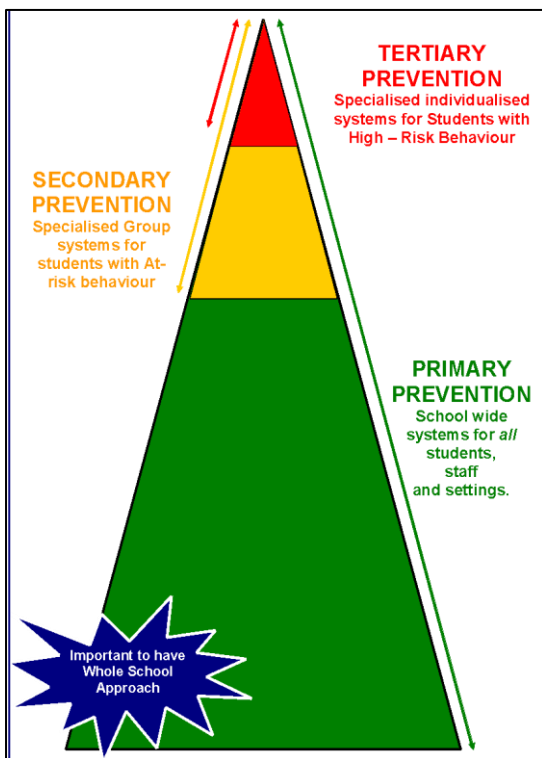 TERTIARY
PREVENTION
Specialised individualised
systems for Students with
High – Risk Behaviour
SECONDARY
PREVENTION
Specialised Group
systems for
students with At-
risk behaviour
PRIMARY
PREVENTION
School wide
systems for all
students,
staff
and settings.
Important to have
Whole School
Approach